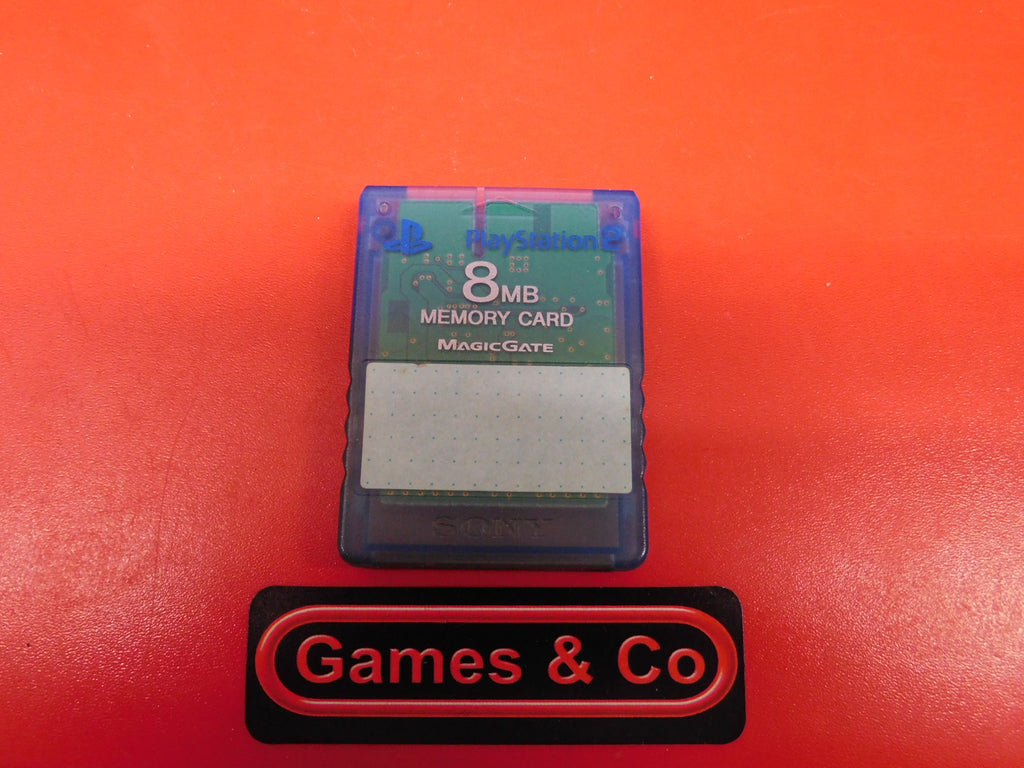 PlayStation 2
8MB
MEMORY CARD
MAGICGATE
SONY
Games & Co